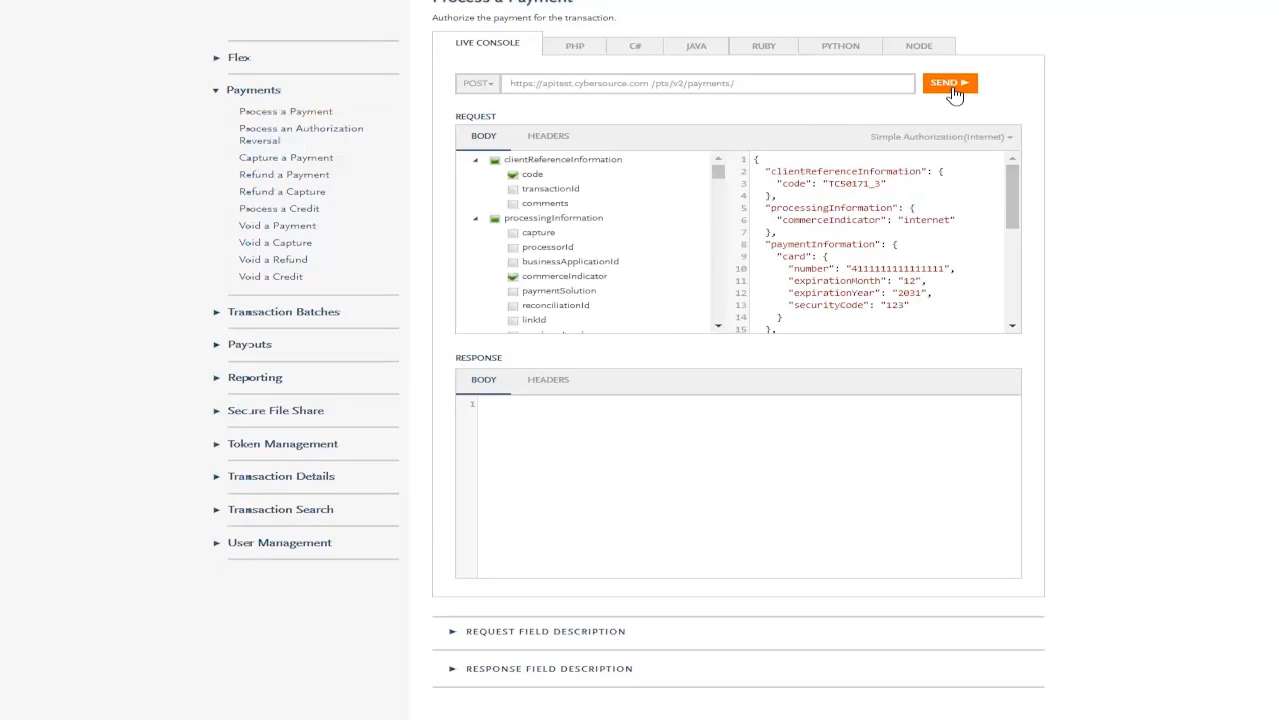 Process a Payment
Authorize the payment for the transaction.
Flex
Payments
Process a Payment
Process an Authorization
Reversal
Capture a Payment
Refund a Payment
Refund a Capture
Process a Credit
Void a Payment
Void a Capture
Void a Refund
Void a Credit
Transaction Batches
Payouts
Reporting
Secure File Share
Token Management
Transaction Details
Transaction Search
User Management
LIVE CONSOLE PHP C# JAVA RUBY PYTHON NODE
POST https://apitest.cybersource.com /pts/v2/payments/ SEND
REQUEST
BODY HEADERS Simple Authorization(Internet)
clientReferenceInformation
code
transactionId
comments
processingInformation
capture
processorId
businessApplicationId
commerceIndicator
paymentSolution
reconciliationId
linkId
1 {
2 "clientReferenceInformation": {
3 "code": "TC50171_3"
4 },
5 "processingInformation": {
6 "commerceIndicator": "internet"
7 },
8 "paymentInformation": {
9 "card": {
10 "number": "4111111111111111",
11 "expirationMonth": "12",
12 "expirationYear": "2031",
13 "securityCode": "123"
14 }
15 },
RESPONSE
BODY HEADERS
1
REQUEST FIELD DESCRIPTION
RESPONSE FIELD DESCRIPTION